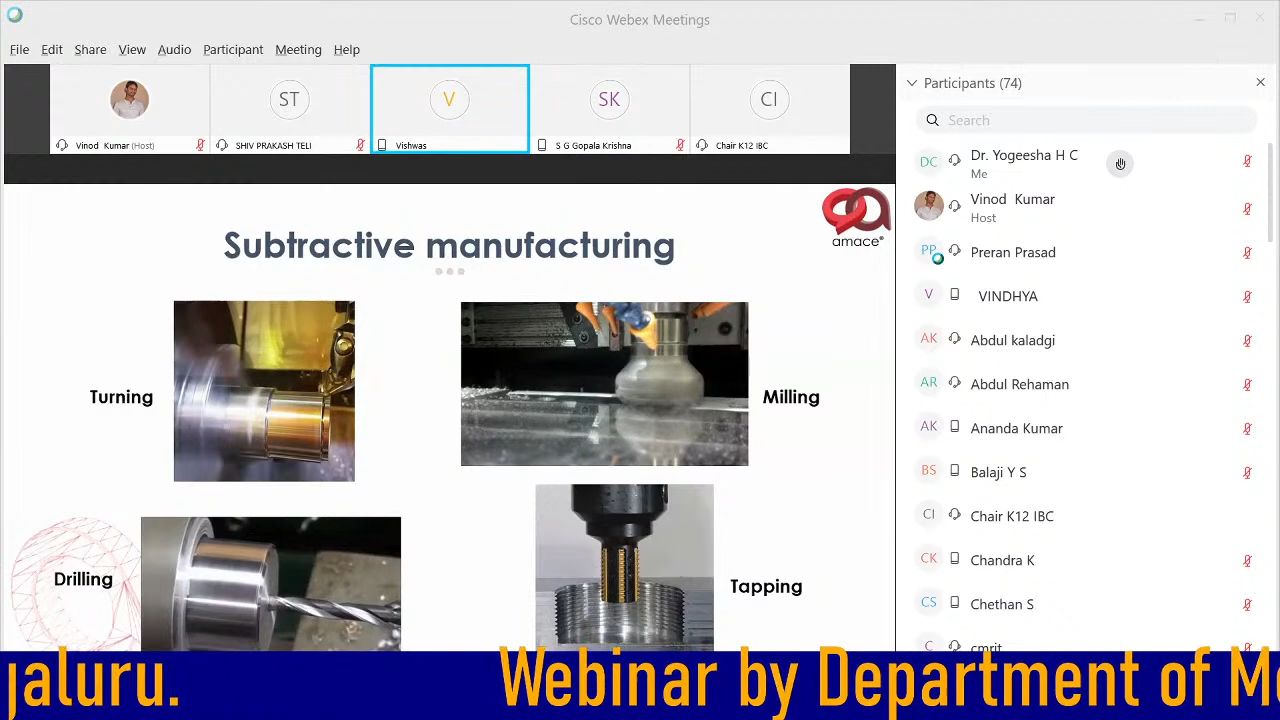 Cisco Webex Meetings
File Edit Share View Audio Participant Meeting Help
ST V SK CI
Vinod Kumar (Host) SHIV PRAKASH TELI Vishwas S G Gopala Krishna Chair K12 IBC
amace®
Subtractive manufacturing
Turning
Milling
Drilling
Tapping
Participants (74)
Search
DC Dr. Yogeesha H C
Me
Vinod Kumar
Host
PP Preran Prasad
V VINDHYA
AK Abdul kaladgi
AR Abdul Rehaman
AK Ananda Kumar
BS Balaji Y S
CI Chair K12 IBC
CK Chandra K
CS Chethan S
C cmrit
jaluru. Webinar by Department of Me